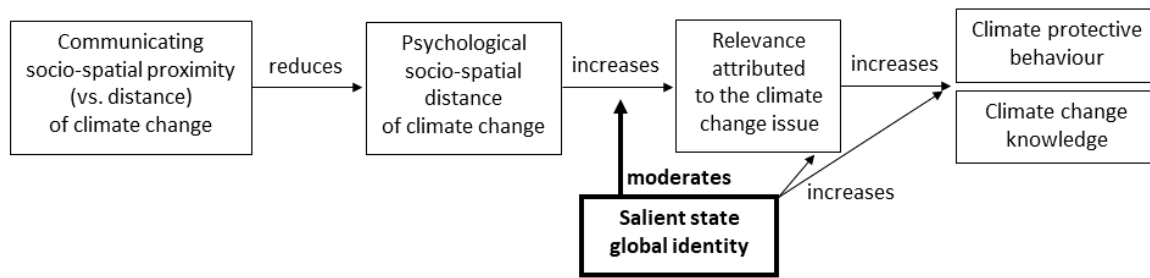 Communicating
socio-spatial proximity
(vs. distance)
of climate change
reduces
Psychological
socio-spatial
distance
of climate change
increases
Relevance
attributed
to the climate
change issue
increases
Climate protective
behaviour
Climate change
knowledge
moderates
Salient state
global identity
increases